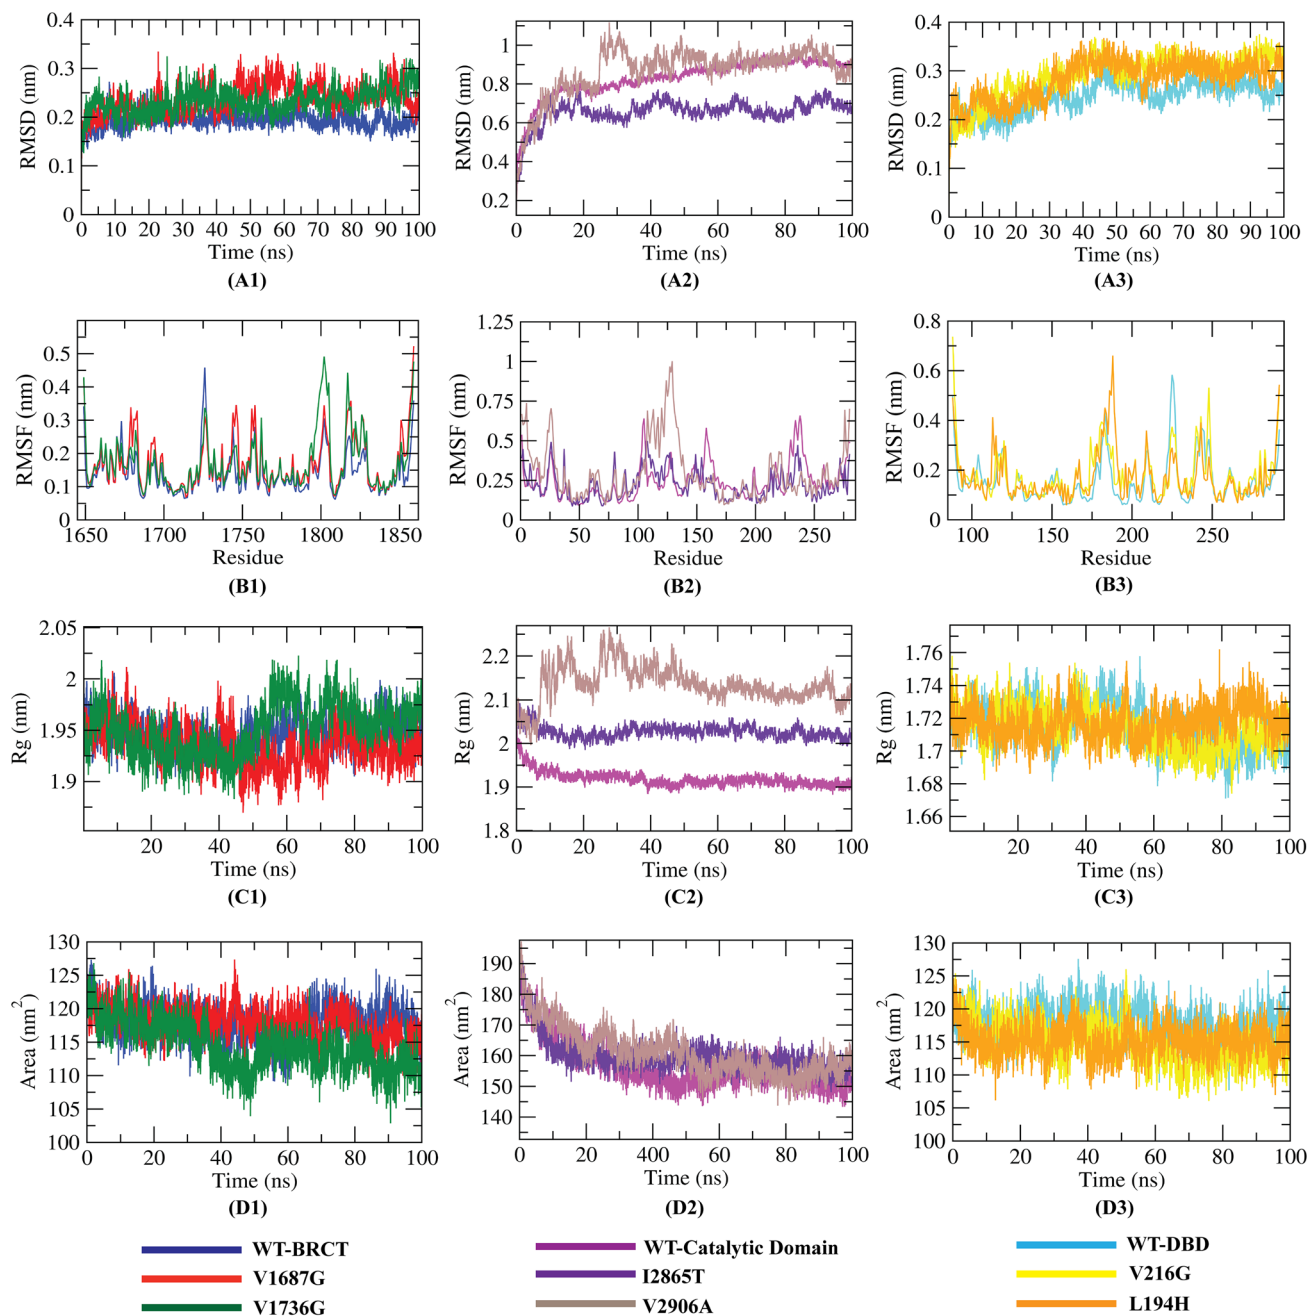 0.4
0.3
0.2
0.1
0
RMSD (nm)
0 10 20 30 40 50 60 70 80 90 100
Time (ns)
(A1)
1
0.8
0.6
0.4
0.2
RMSD (nm)
0 20 40 60 80 100
Time (ns)
(A2)
0.4
0.3
0.2
0.1
0
RMSD (nm)
0 10 20 30 40 50 60 70 80 90 100
Time (ns)
(A3)
0.5
0.4
0.3
0.2
0.1
0
RMSF (nm)
1650 1700 1750 1800 1850
Residue
(B1)
1.25
1
0.75
0.5
0.25
0
RMSF (nm)
0 50 100 150 200 250
Residue
(B2)
0.8
0.6
0.4
0.2
0
RMSF (nm)
100 150 200 250
Residue
(B3)
2.05
2
1.95
1.9
Rg (nm)
20 40 60 80 100
Time (ns)
(C1)
2.2
2.1
2
1.9
1.8
Rg (nm)
0 20 40 60 80 100
Time (ns)
(C2)
1.76
1.74
1.72
1.7
1.68
1.66
Rg (nm)
20 40 60 80 100
Time (ns)
(C3)
130
125
120
115
110
105
100
Area (nm²)
0 20 40 60 80 100
Time (ns)
(D1)
190
180
170
160
150
140
Area (nm²)
0 20 400 60 80 100
Time (ns)
(D2)
130
125
120
115
110
105
100
Area (nm²)
0 20 40 60 80 100
Time (ns)
(D3)
WT-BRCT
V1687G
V1736G
WT-Catalytic Domain
I2865T
V2906A
WT-DBD
V216G
L194H